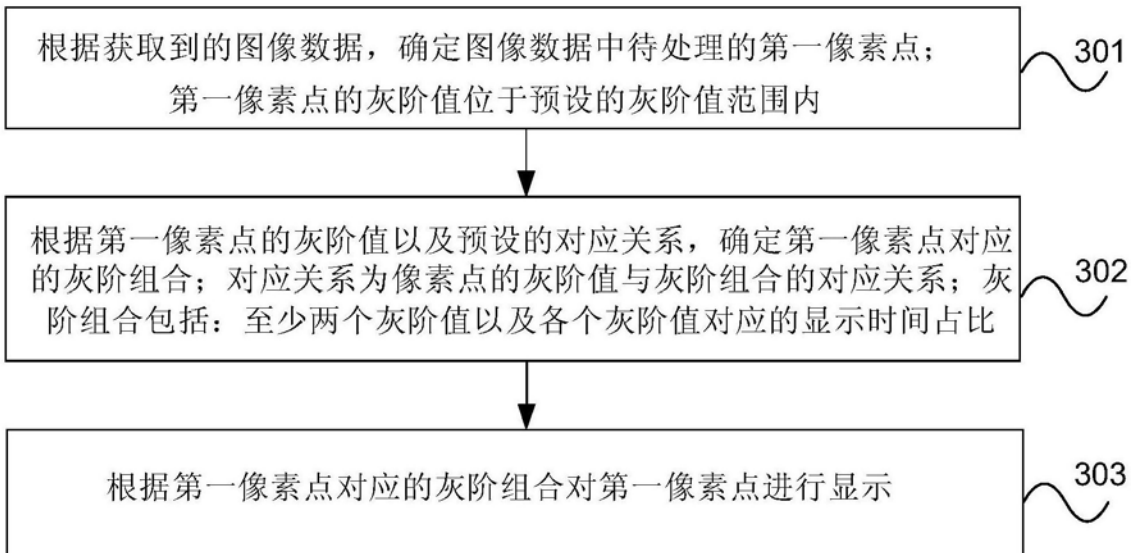 根据获取到的图像数据，确定图像数据中待处理的第一像素点；
第一像素点的灰阶值位于预设的灰阶值范围内
301
根据第一像素点的灰阶值以及预设的对应关系，确定第一像素点对应
的灰阶组合；对应关系为像素点的灰阶值与灰阶组合的对应关系；灰
阶组合包括：至少两个灰阶值以及各个灰阶值对应的显示时间占比
302
根据第一像素点对应的灰阶组合对第一像素点进行显示
303